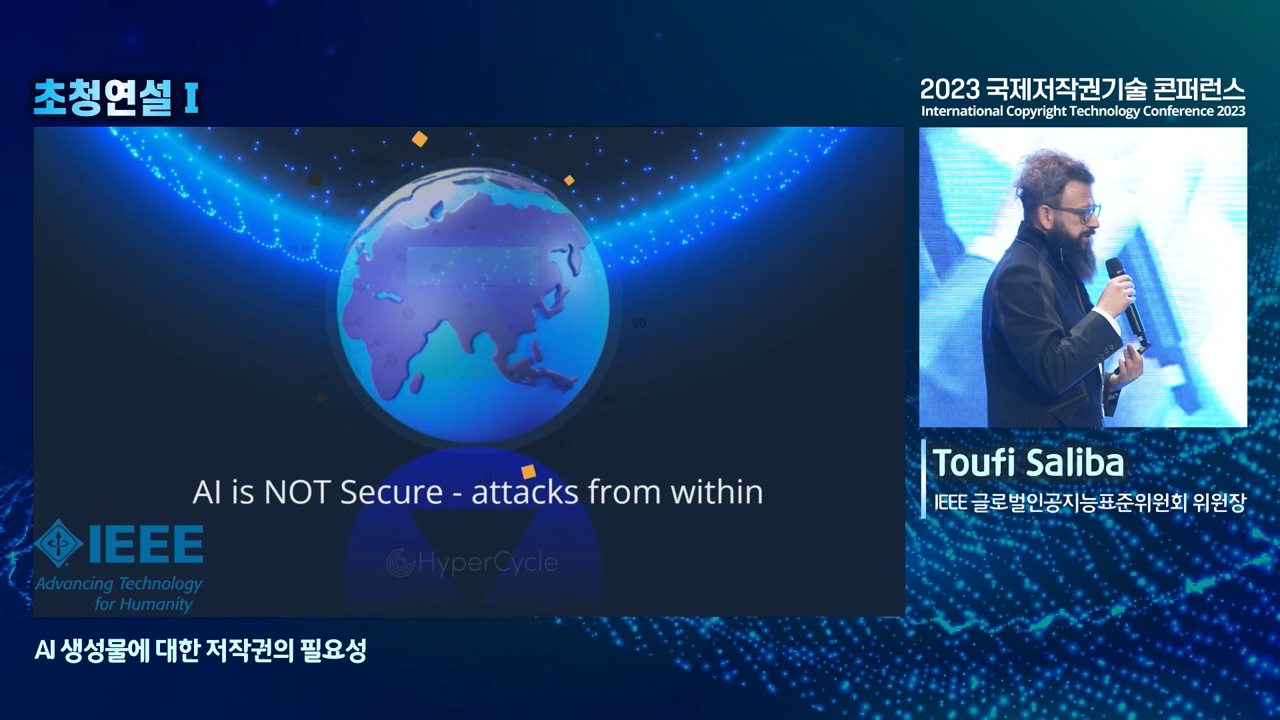 초청연설 I
2023 국제저작권기술 콘퍼런스
International Copyright Technology Conference 2023
90
60
30
AI is NOT Secure - attacks from within
IEEE
Advancing Technology
for Humanity
HyperCycle
Toufi Saliba
IEEE 글로벌인공지능표준위원회 위원장
AI 생성물에 대한 저작권의 필요성